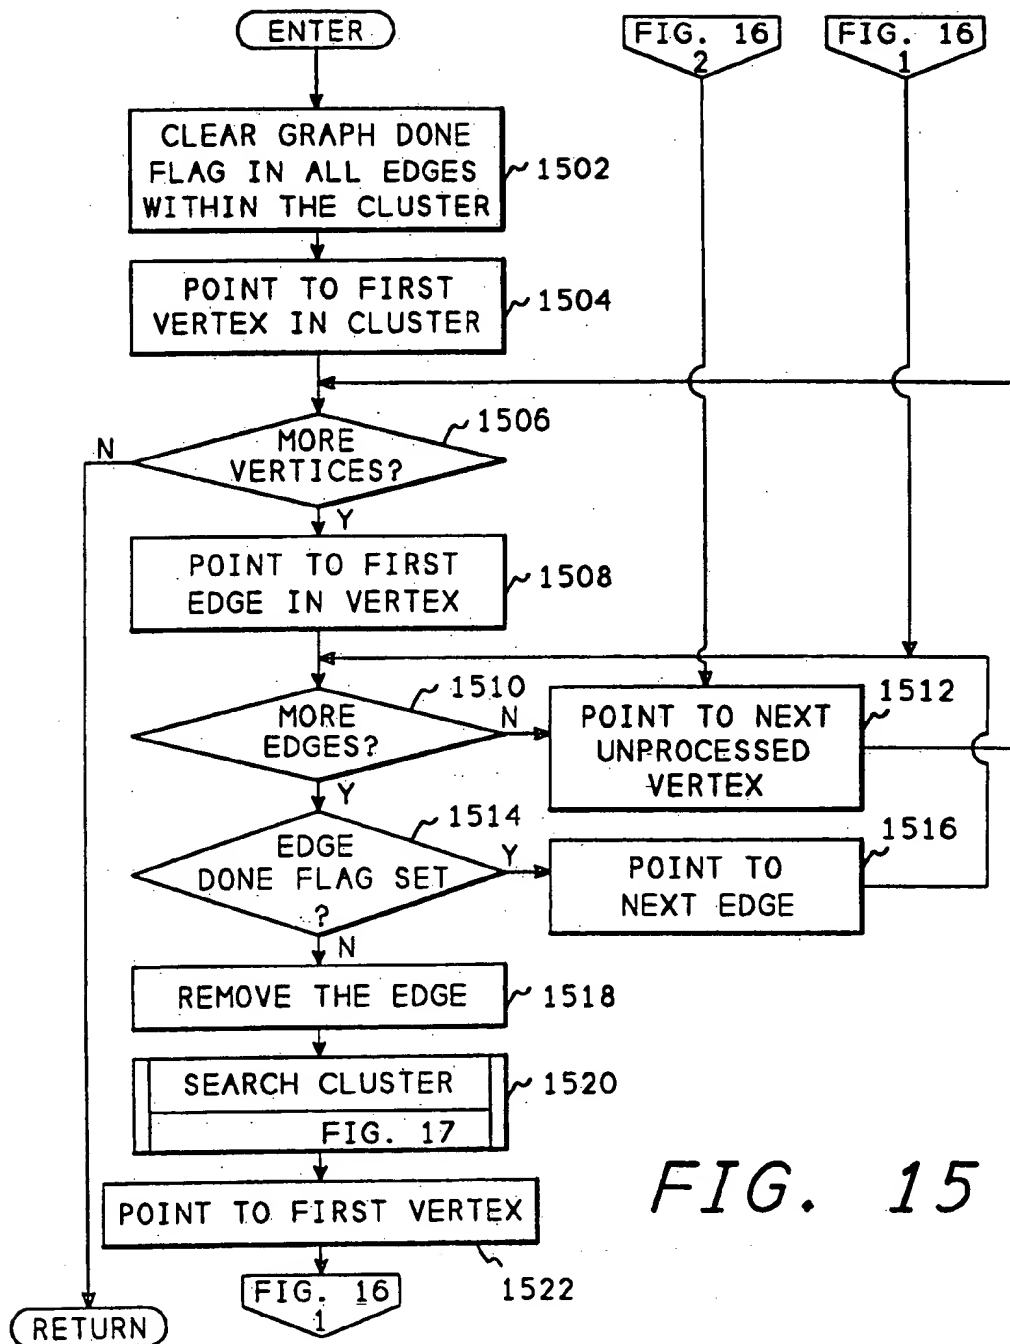 ENTER
FIG. 16
2
FIG. 16
1
CLEAR GRAPH DONE
FLAG IN ALL EDGES
WITHIN THE CLUSTER
1502
POINT TO FIRST
VERTEX IN CLUSTER
1504
N
MORE
VERTICES?
1506
Y
POINT TO FIRST
EDGE IN VERTEX
1508
MORE
EDGES?
1510
N
Y
POINT TO NEXT
UNPROCESSED
VERTEX
1512
EDGE
DONE FLAG SET
?
1514
Y
N
POINT TO
NEXT EDGE
1516
REMOVE THE EDGE
1518
SEARCH CLUSTER
FIG. 17
1520
POINT TO FIRST VERTEX
1522
FIG. 16
1
RETURN
FIG. 15